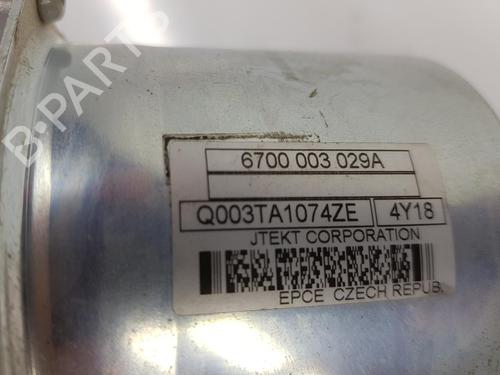 B-PARTS
6700 003 029A
Q003TA1074ZE 4Y18
JTEKT CORPORATION
EPCE CZECH REPUB.